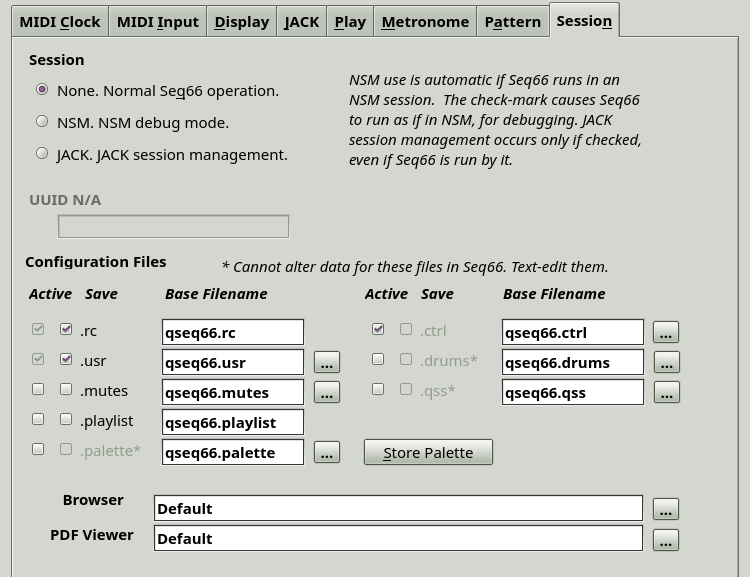 MIDI Clock MIDI Input Display JACK Play Metronome Pattern Session
Session
None. Normal Seq66 operation.
NSM. NSM debug mode.
JACK. JACK session management.
NSM use is automatic if Seq66 runs in an
NSM session.  The check-mark causes Seq66
to run as if in NSM, for debugging. JACK
session management occurs only if checked,
even if Seq66 is run by it.
UUID N/A
Configuration Files
* Cannot alter data for these files in Seq66. Text-edit them.
Active Save Base Filename Active Save Base Filename
.rc qseq66.rc .ctrl qseq66.ctrl ...
.usr qseq66.usr ... .drums* qseq66.drums ...
.mutes qseq66.mutes ... .qss* qseq66.qss ...
.playlist qseq66.playlist
.palette* qseq66.palette ... Store Palette
Browser Default ...
PDF Viewer Default ...